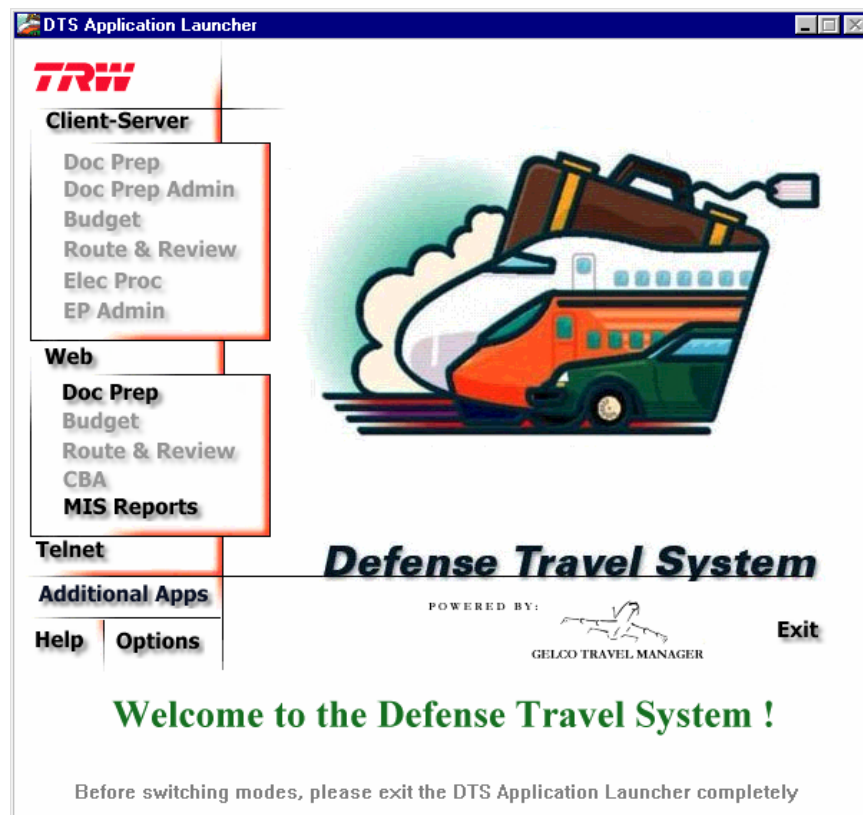 DTS Application Launcher
TRW
Client-Server
Doc Prep
Doc Prep Admin
Budget
Route & Review
Elec Proc
EP Admin
Web
Doc Prep
Budget
Route & Review
CBA
MIS Reports
Telnet
Additional Apps
Help
Options
Defense Travel System
POWERED BY:
GELCO TRAVEL MANAGER
Exit
Welcome to the Defense Travel System !
Before switching modes, please exit the DTS Application Launcher completely